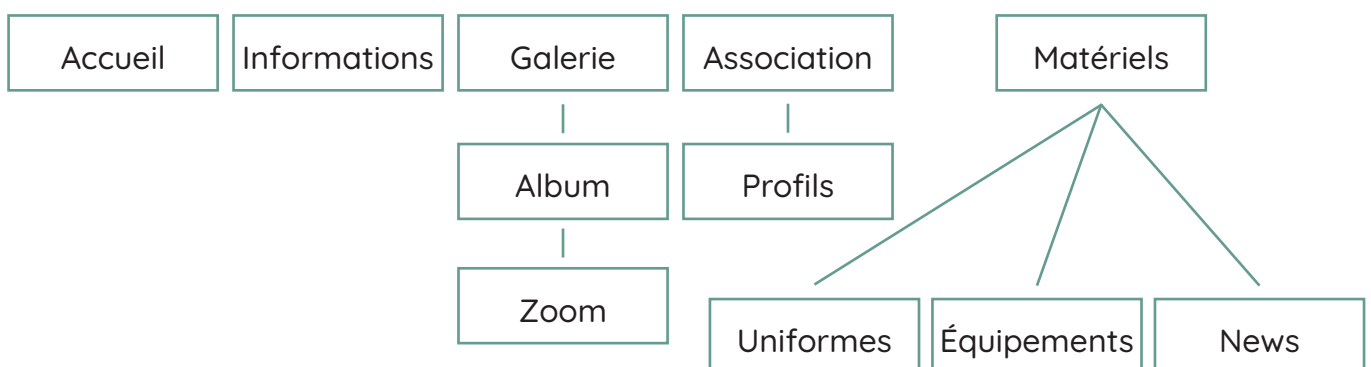 Accueil
Informations
Galerie
Association
Matériels
Album
Profils
Zoom
Uniformes
Équipements
News